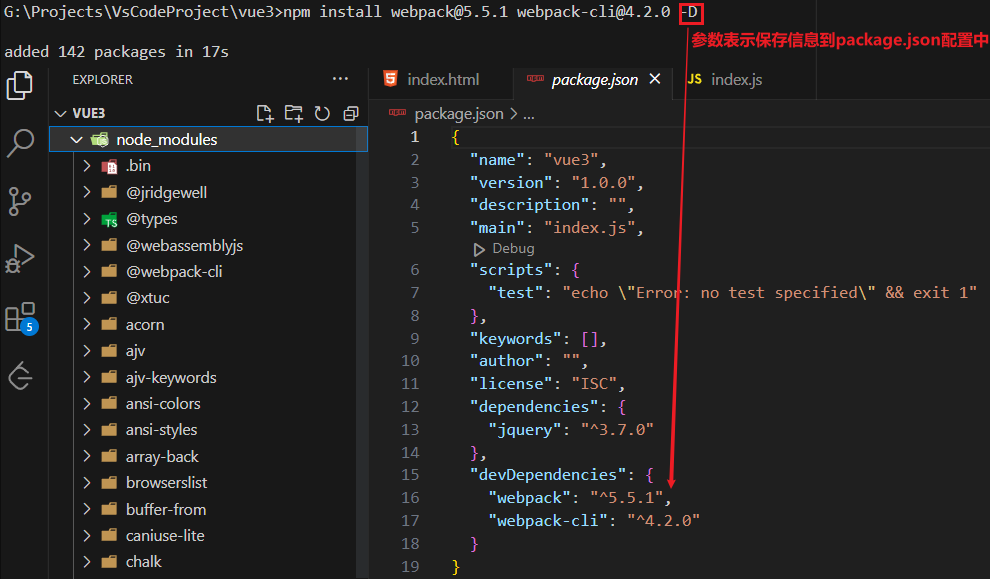 G:\Projects\VsCodeProject\vue3>npm install webpack@5.5.1 webpack-cli@4.2.0 -D
参数表示保存信息到package.json配置中
added 142 packages in 17s
EXPLORER ...
VUE3
node_modules
.bin
@jridgewell
TS @types
@webassemblyjs
@webpack-cli
@xtuc
acorn
ajv
ajv-keywords
ansi-colors
ansi-styles
array-back
browserslist
buffer-from
caniuse-lite
chalk
5
index.html package.json JS index.js
package.json > ...
1 {
2 "name": "vue3",
3 "version": "1.0.0",
4 "description": "",
5 "main": "index.js",
Debug
6 "scripts": {
7 "test": "echo \"Error: no test specified\" && exit 1"
8 },
9 "keywords": [],
10 "author": "",
11 "license": "ISC",
12 "dependencies": {
13 "jquery": "^3.7.0"
14 },
15 "devDependencies": {
16 "webpack": "^5.5.1",
17 "webpack-cli": "^4.2.0"
18 }
19 }